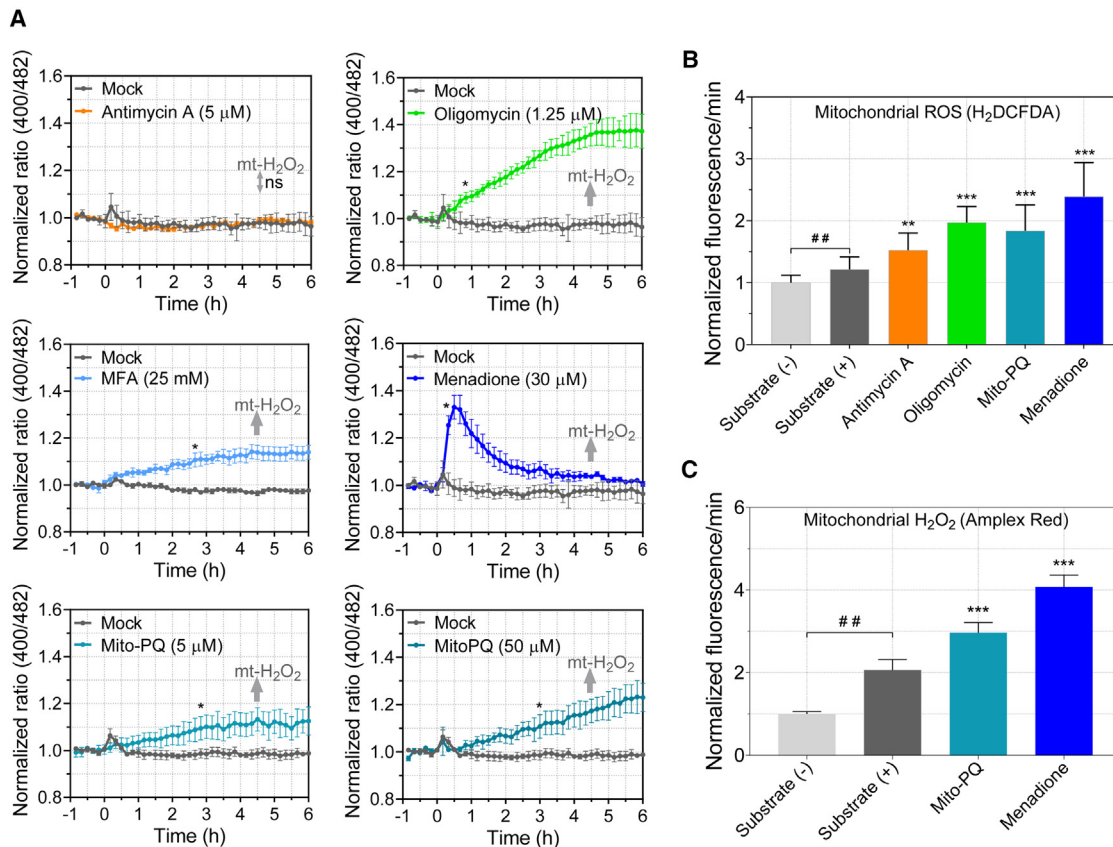 A
Normalized ratio (400/482)
1.6
1.4
1.2
1.0
0.8
Mock
Antimycin A (5 μM)
mt-H₂O₂
ns
-1 0 1 2 3 4 5 6
Time (h)
Normalized ratio (400/482)
1.6
1.4
1.2
1.0
0.8
Mock
Oligomycin (1.25 μM)
*
mt-H₂O₂
-1 0 1 2 3 4 5 6
Time (h)
Normalized ratio (400/482)
1.6
1.4
1.2
1.0
0.8
Mock
MFA (25 mM)
mt-H₂O₂
*
-1 0 1 2 3 4 5 6
Time (h)
Normalized ratio (400/482)
1.6
1.4
1.2
1.0
0.8
Mock
Menadione (30 μM)
*
mt-H₂O₂
-1 0 1 2 3 4 5 6
Time (h)
Normalized ratio (400/482)
1.6
1.4
1.2
1.0
0.8
Mock
Mito-PQ (5 μM)
mt-H₂O₂
*
-1 0 1 2 3 4 5 6
Time (h)
Normalized ratio (400/482)
1.6
1.4
1.2
1.0
0.8
Mock
MitoPQ (50 μM)
mt-H₂O₂
*
-1 0 1 2 3 4 5 6
Time (h)
B
Normalized fluorescence/min
4
3
2
1
0
Mitochondrial ROS (H₂DCFDA)
##
**
***
***
***
Substrate (-)
Substrate (+)
Antimycin A
Oligomycin
Mito-PQ
Menadione
C
Normalized fluorescence/min
6
4
2
0
Mitochondrial H₂O₂ (Amplex Red)
##
***
***
Substrate (-)
Substrate (+)
Mito-PQ
Menadione